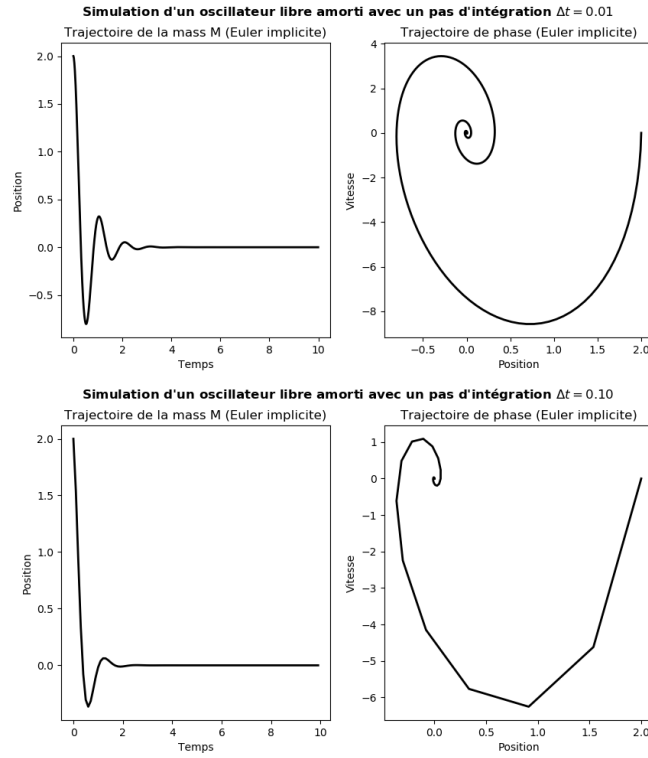 Simulation d'un oscillateur libre amorti avec un pas d'intégration Δt = 0.01
Trajectoire de la mass M (Euler implicite)
Trajectoire de phase (Euler implicite)
2.0
1.5
1.0
0.5
0.0
−0.5
Position
0 2 4 6 8 10
Temps
4
2
0
−2
−4
−6
−8
Vitesse
−0.5 0.0 0.5 1.0 1.5 2.0
Position
Simulation d'un oscillateur libre amorti avec un pas d'intégration Δt = 0.10
Trajectoire de la mass M (Euler implicite)
Trajectoire de phase (Euler implicite)
2.0
1.5
1.0
0.5
0.0
Position
0 2 4 6 8 10
Temps
1
0
−1
−2
−3
−4
−5
−6
Vitesse
0.0 0.5 1.0 1.5 2.0
Position